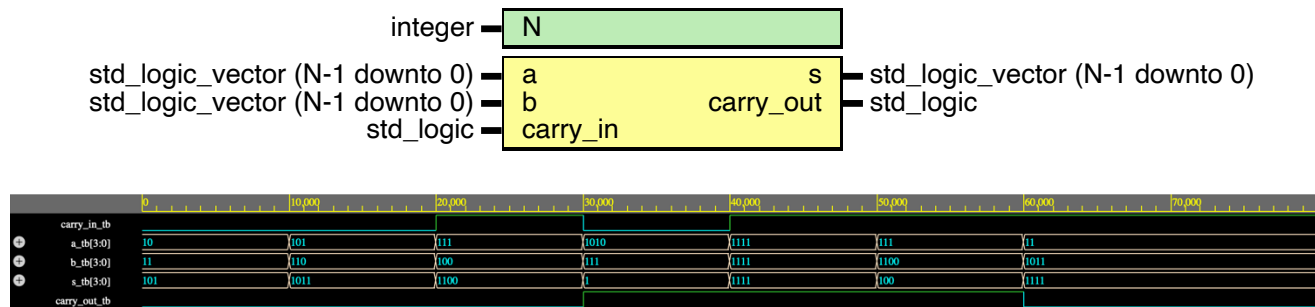 integer N
std_logic_vector (N-1 downto 0) a s std_logic_vector (N-1 downto 0)
std_logic_vector (N-1 downto 0) b carry_out std_logic
std_logic carry_in
0 10,000 20,000 30,000 40,000 50,000 60,000 70,000
carry_in_tb
a_tb[3:0] 10 101 111 1010 1111 111 11
b_tb[3:0] 11 110 100 111 1111 1100 1011
s_tb[3:0] 101 1011 1100 1 1111 100 1111
carry_out_tb